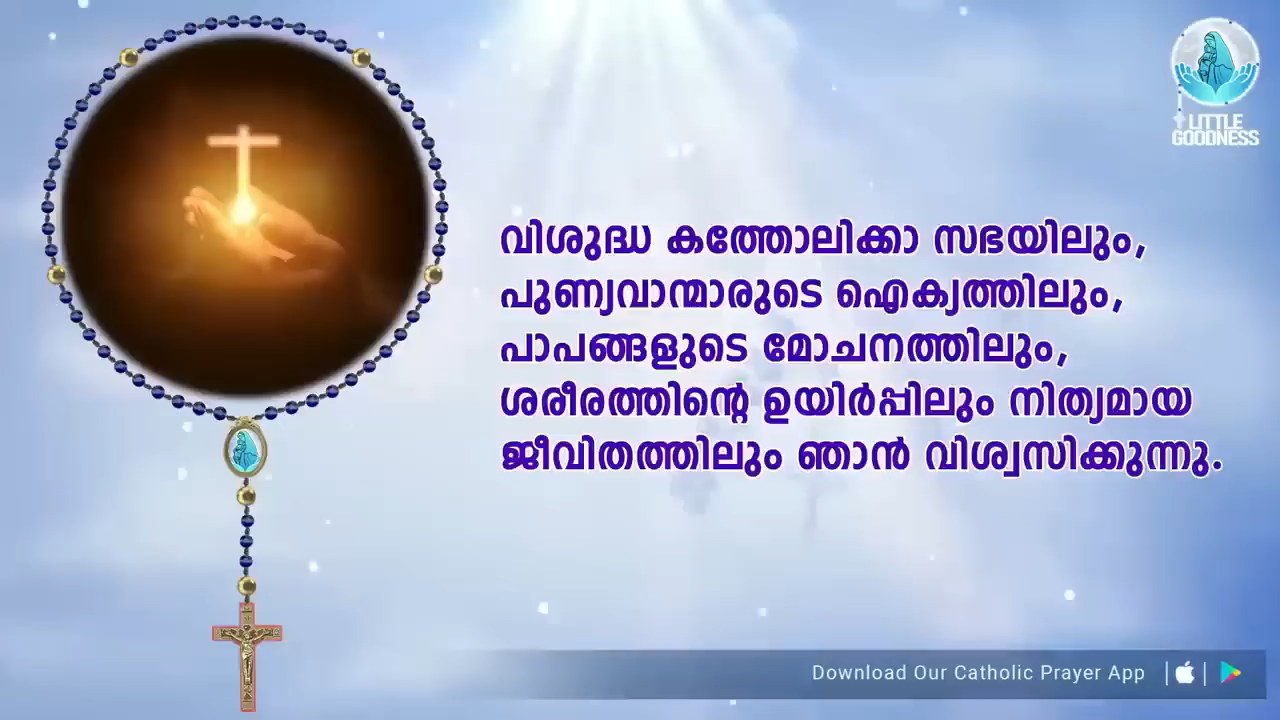 LITTLE
GOODNESS
വിശുദ്ധ കത്തോലിക്കാ സഭയിലും,
പുണ്യവാന്മാരുടെ ഐക്യത്തിലും,
പാപങ്ങളുടെ മോചനത്തിലും,
ശരീരത്തിന്റെ ഉയിർപ്പിലും നിത്യമായ
ജീവിതത്തിലും ഞാൻ വിശ്വസിക്കുന്നു.
Download Our Catholic Prayer App